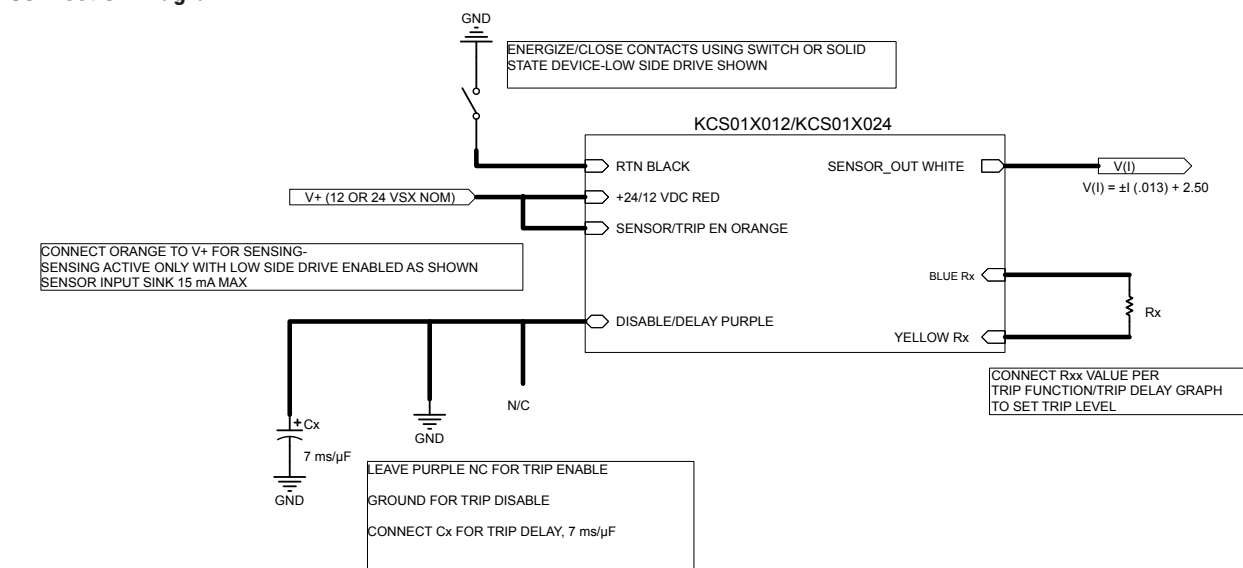 GND
ENERGIZE/CLOSE CONTACTS USING SWITCH OR SOLID
STATE DEVICE-LOW SIDE DRIVE SHOWN
KCS01X012/KCS01X024
RTN BLACK
SENSOR_OUT WHITE
V(I)
V(I) = ±I (.013) + 2.50
V+ (12 OR 24 VSX NOM)
+24/12 VDC RED
SENSOR/TRIP EN ORANGE
CONNECT ORANGE TO V+ FOR SENSING-
SENSING ACTIVE ONLY WITH LOW SIDE DRIVE ENABLED AS SHOWN
SENSOR INPUT SINK 15 mA MAX
BLUE Rx
Rx
DISABLE/DELAY PURPLE
YELLOW Rx
CONNECT Rxx VALUE PER
TRIP FUNCTION/TRIP DELAY GRAPH
TO SET TRIP LEVEL
N/C
+
Cx
7 ms/µF
GND
GND
LEAVE PURPLE NC FOR TRIP ENABLE
GROUND FOR TRIP DISABLE
CONNECT Cx FOR TRIP DELAY, 7 ms/µF